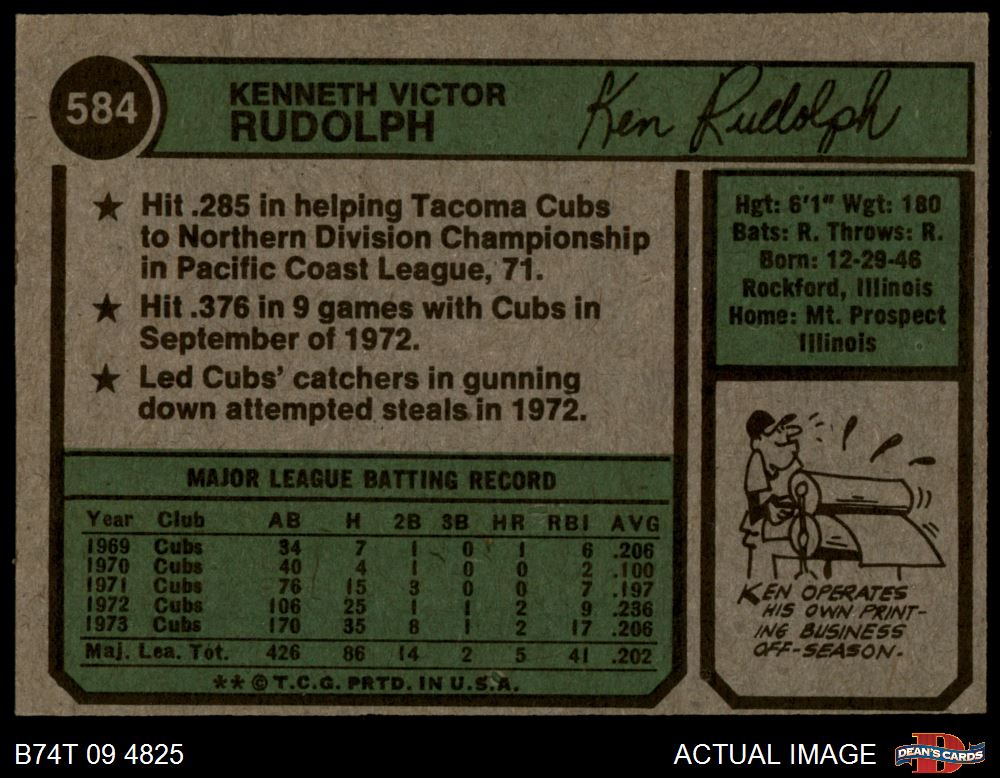 584
KENNETH VICTOR
RUDOLPH
Ken Rudolph
★ Hit .285 in helping Tacoma Cubs
to Northern Division Championship
in Pacific Coast League, 71.
★ Hit .376 in 9 games with Cubs in
September of 1972.
★ Led Cubs' catchers in gunning
down attempted steals in 1972.
Hgt: 6'1" Wgt: 180
Bats: R. Throws: R.
Born: 12-29-46
Rockford, Illinois
Home: Mt. Prospect
Illinois
MAJOR LEAGUE BATTING RECORD
Year Club AB H 2B 3B HR RBI AVG
1969 Cubs 34 7 1 0 1 6 .206
1970 Cubs 40 4 1 0 0 2 .100
1971 Cubs 76 15 3 0 0 7 .197
1972 Cubs 106 25 1 1 2 9 .236
1973 Cubs 170 35 8 1 2 17 .206
Maj. Lea. Tot. 426 86 14 2 5 41 .202
** © T.C.G. PRTD. IN U.S.A.
KEN OPERATES
HIS OWN PRINT-
ING BUSINESS
OFF-SEASON.
B74T 09 4825
ACTUAL IMAGE
DEAN'S CARDS